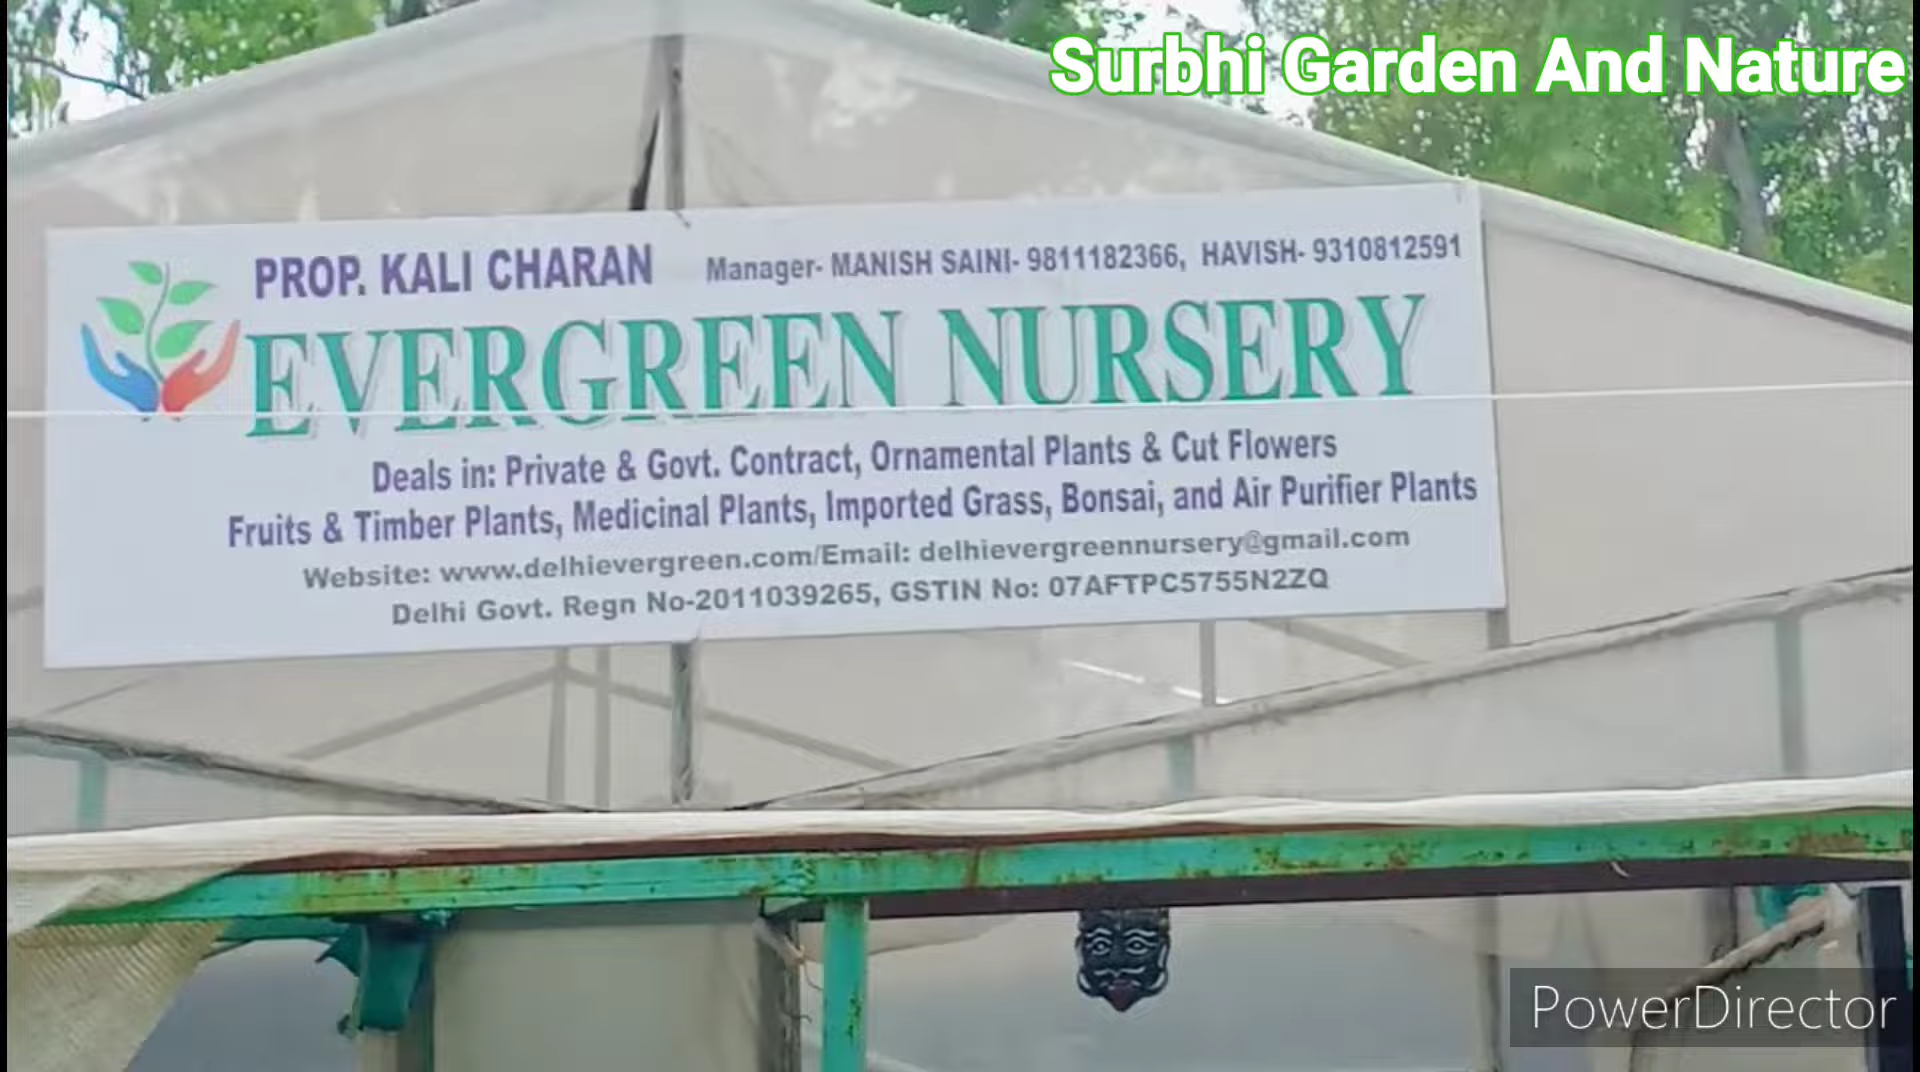 Surbhi Garden And Nature
PROP. KALI CHARAN Manager- MANISH SAINI- 9811182366, HAVISH- 9310812591
EVERGREEN NURSERY
Deals in: Private & Govt. Contract, Ornamental Plants & Cut Flowers
Fruits & Timber Plants, Medicinal Plants, Imported Grass, Bonsai, and Air Purifier Plants
Website: www.delhievergreen.com/Email: delhievergreennursery@gmail.com
Delhi Govt. Regn No-2011039265, GSTIN No: 07AFTPC5755N2ZQ
PowerDirector